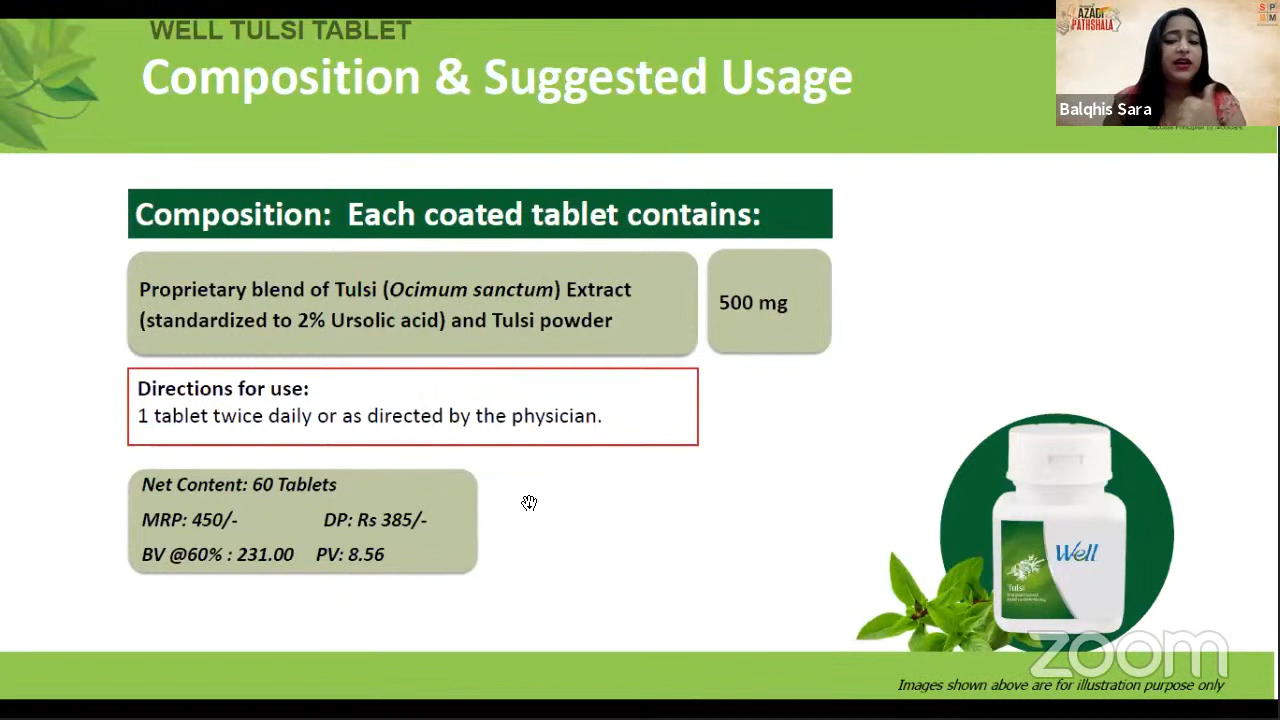 WELL TULSI TABLET
Composition & Suggested Usage
AZADI
PATHSHALA
S P
B M
Balqhis Sara
Composition: Each coated tablet contains:
Proprietary blend of Tulsi (Ocimum sanctum) Extract
(standardized to 2% Ursolic acid) and Tulsi powder
500 mg
Directions for use:
1 tablet twice daily or as directed by the physician.
Net Content: 60 Tablets
MRP: 450/- DP: Rs 385/-
BV @60% : 231.00 PV: 8.56
Well
Tulsi
zoom
Images shown above are for illustration purpose only